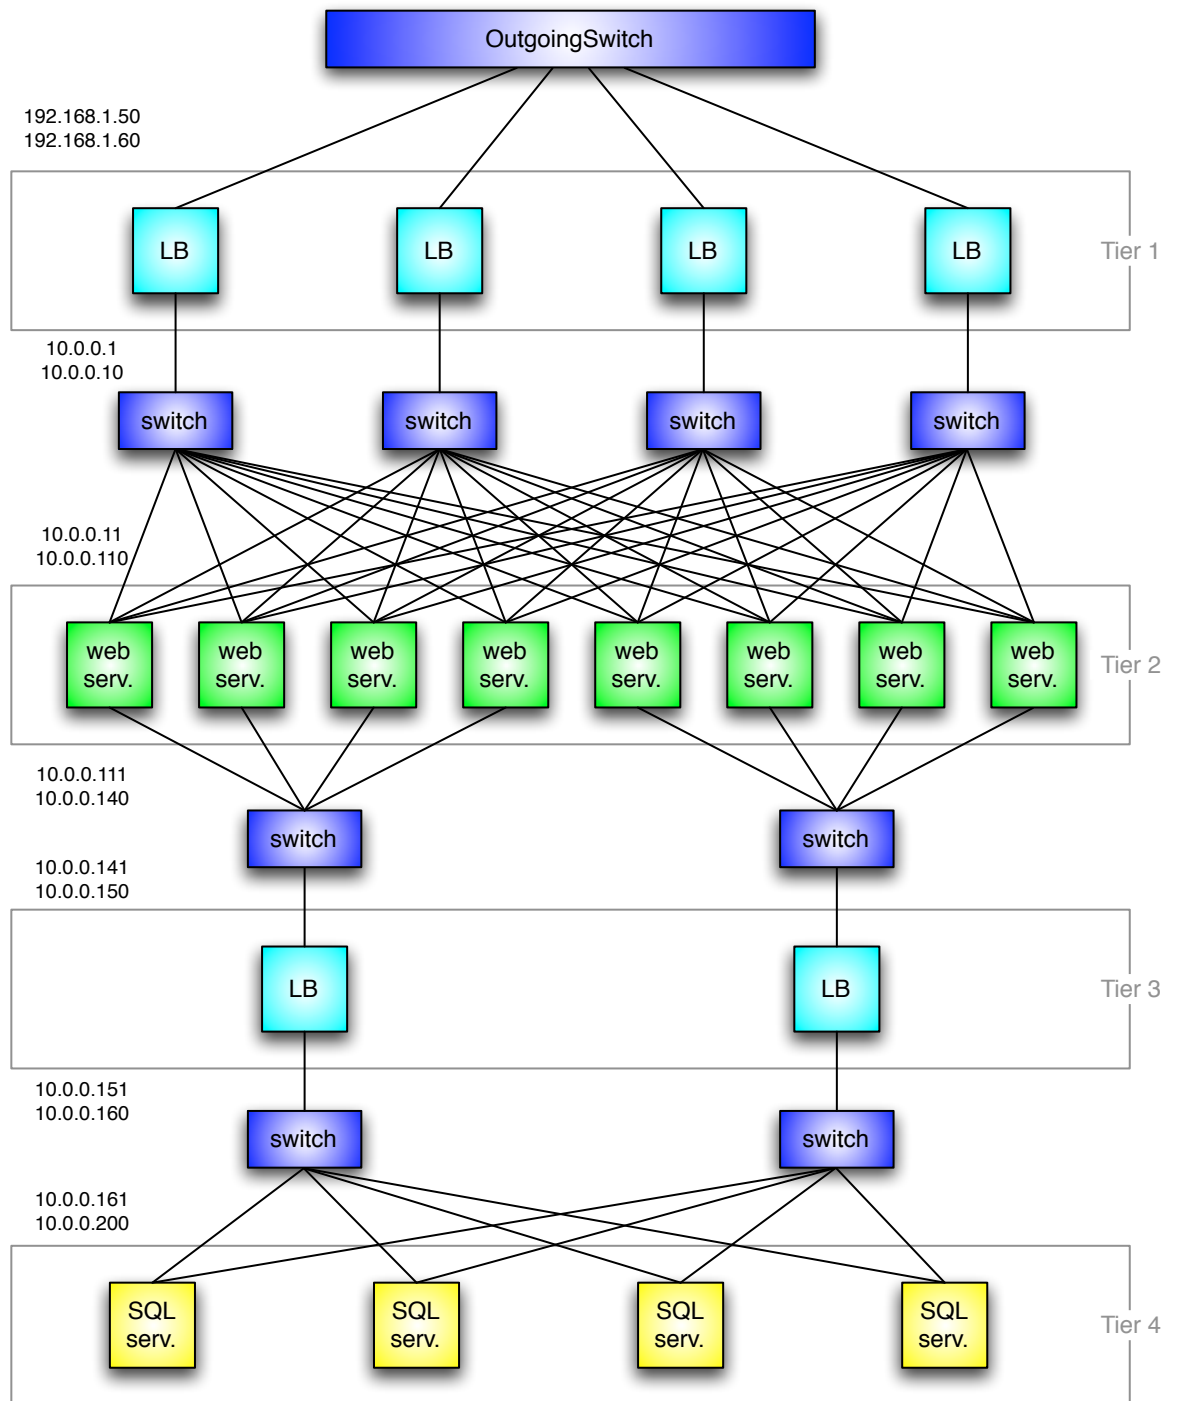 OutgoingSwitch
192.168.1.50
192.168.1.60
LB
LB
LB
LB
Tier 1
10.0.0.1
10.0.0.10
switch
switch
switch
switch
10.0.0.11
10.0.0.110
web
serv.
web
serv.
web
serv.
web
serv.
web
serv.
web
serv.
web
serv.
web
serv.
Tier 2
10.0.0.111
10.0.0.140
switch
switch
10.0.0.141
10.0.0.150
LB
LB
Tier 3
10.0.0.151
10.0.0.160
switch
switch
10.0.0.161
10.0.0.200
SQL
serv.
SQL
serv.
SQL
serv.
SQL
serv.
Tier 4